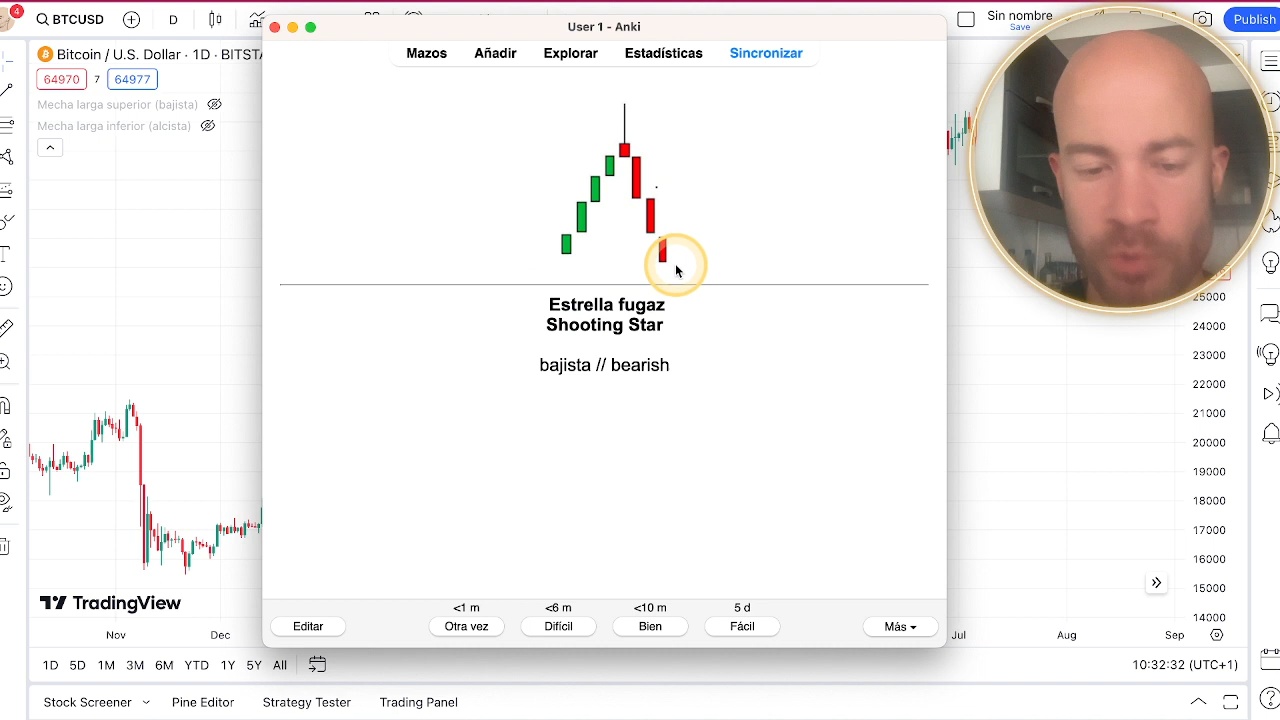 4
BTCUSD
D
User 1 - Anki
Sin nombre
Save
Publish
Bitcoin / U.S. Dollar · 1D · BITSTA
Mazos
Añadir
Explorar
Estadísticas
Sincronizar
64970
7
64977
Mecha larga superior (bajista)
Mecha larga inferior (alcista)
Estrella fugaz
Shooting Star
bajista // bearish
25000
24000
23000
22000
21000
20000
19000
18000
17000
16000
15000
14000
TradingView
<1 m
<6 m
<10 m
5 d
Editar
Otra vez
Difícil
Bien
Fácil
Más
Nov
Dec
Jul
Aug
Sep
1D
5D
1M
3M
6M
YTD
1Y
5Y
All
10:32:32 (UTC+1)
Stock Screener
Pine Editor
Strategy Tester
Trading Panel